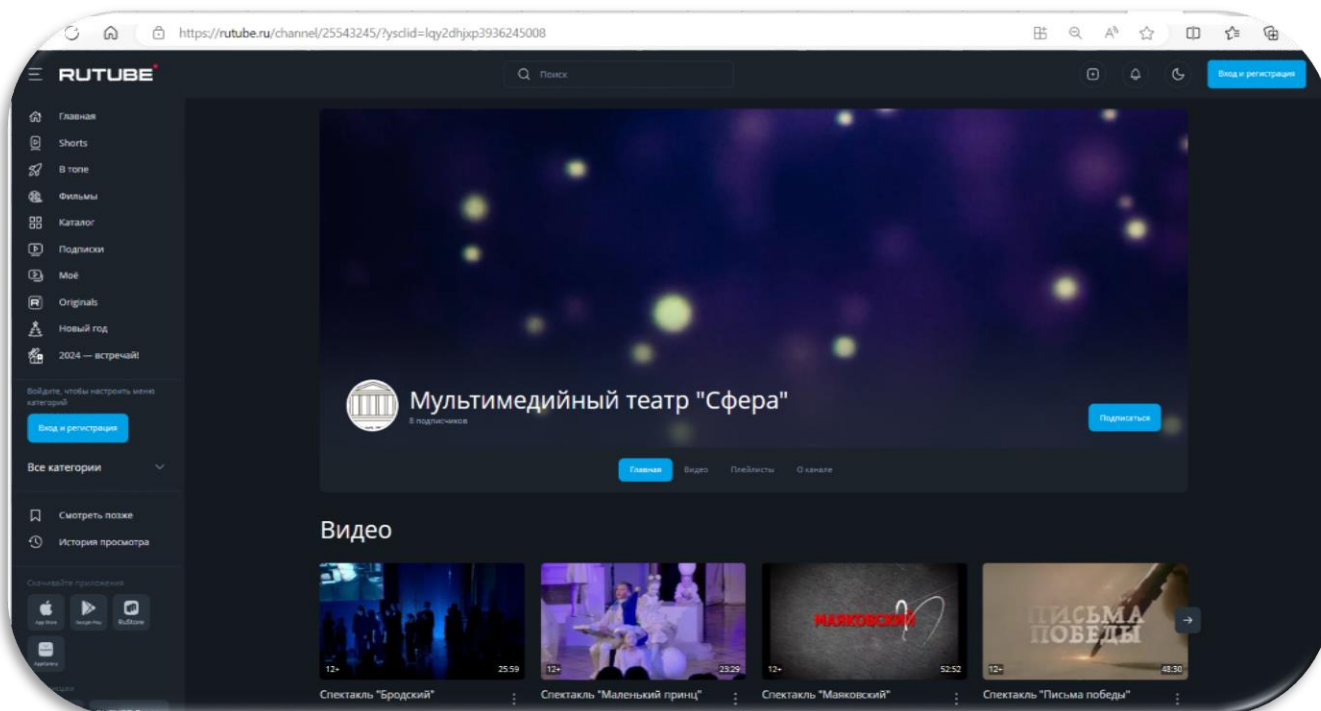 https://rutube.ru/channel/25543245/?ysclid=lqy2dhjxp3936245008
RUTUBE
Поиск
Вход и регистрация
Главная
Shorts
В топе
Фильмы
Каталог
Подписки
Моё
Originals
Новый год
2024 — встречай!
Войдите, чтобы настроить меню
категорий
Вход и регистрация
Все категории
Смотреть позже
История просмотра
Скачивайте приложения
App Store
Google Play
RuStore
AppGallery
Мультимедийный театр "Сфера"
8 подписчиков
Подписаться
Главная Видео Плейлисты О канале
Видео
12+ 25:59
12+ 23:29
МАЯКОВСКИЙ
12+ 52:52
ПИСЬМА
ПОБЕДЫ
12+ 48:30
Спектакль "Бродский"
Спектакль "Маленький принц"
Спектакль "Маяковский"
Спектакль "Письма победы"